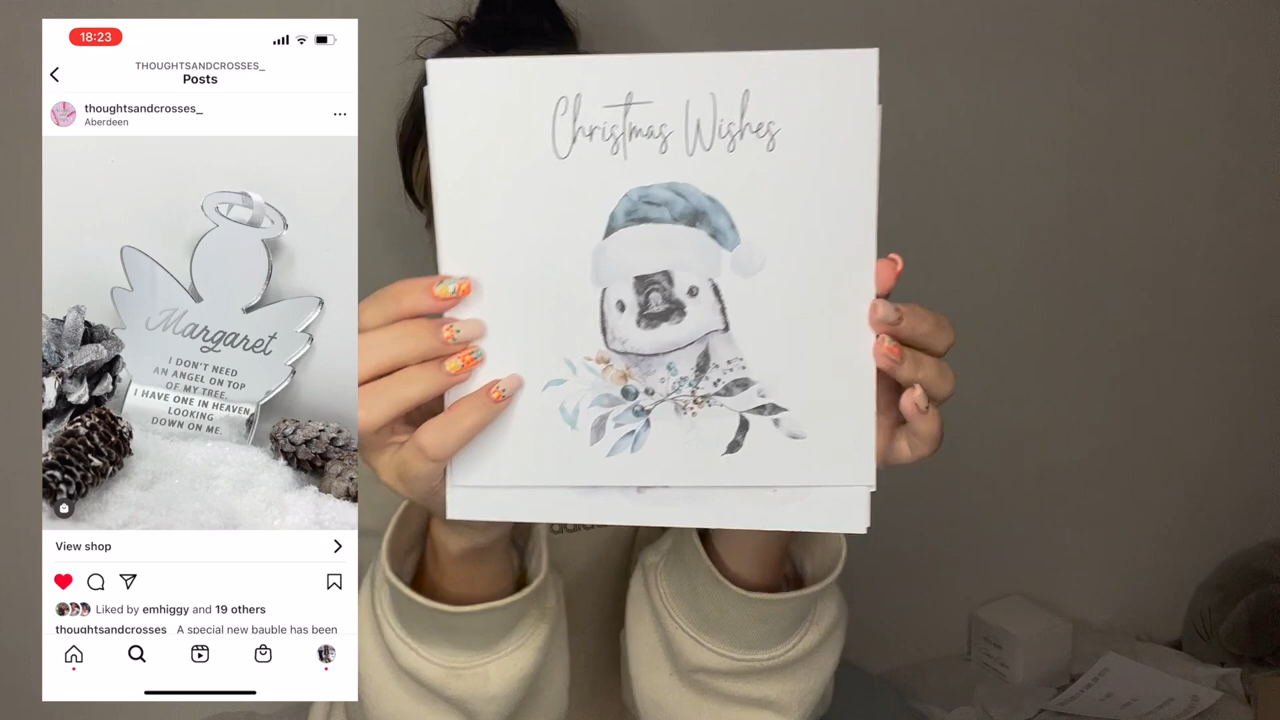 18:23
THOUGHTSANDCROSSES_
Posts
thoughtsandcrosses_
Aberdeen
Margaret
I DON'T NEED
AN ANGEL ON TOP
OF MY TREE.
I HAVE ONE IN HEAVEN
LOOKING
DOWN ON ME.
View shop
Liked by emhiggy and 19 others
thoughtsandcrosses A special new bauble has been
Christmas Wishes